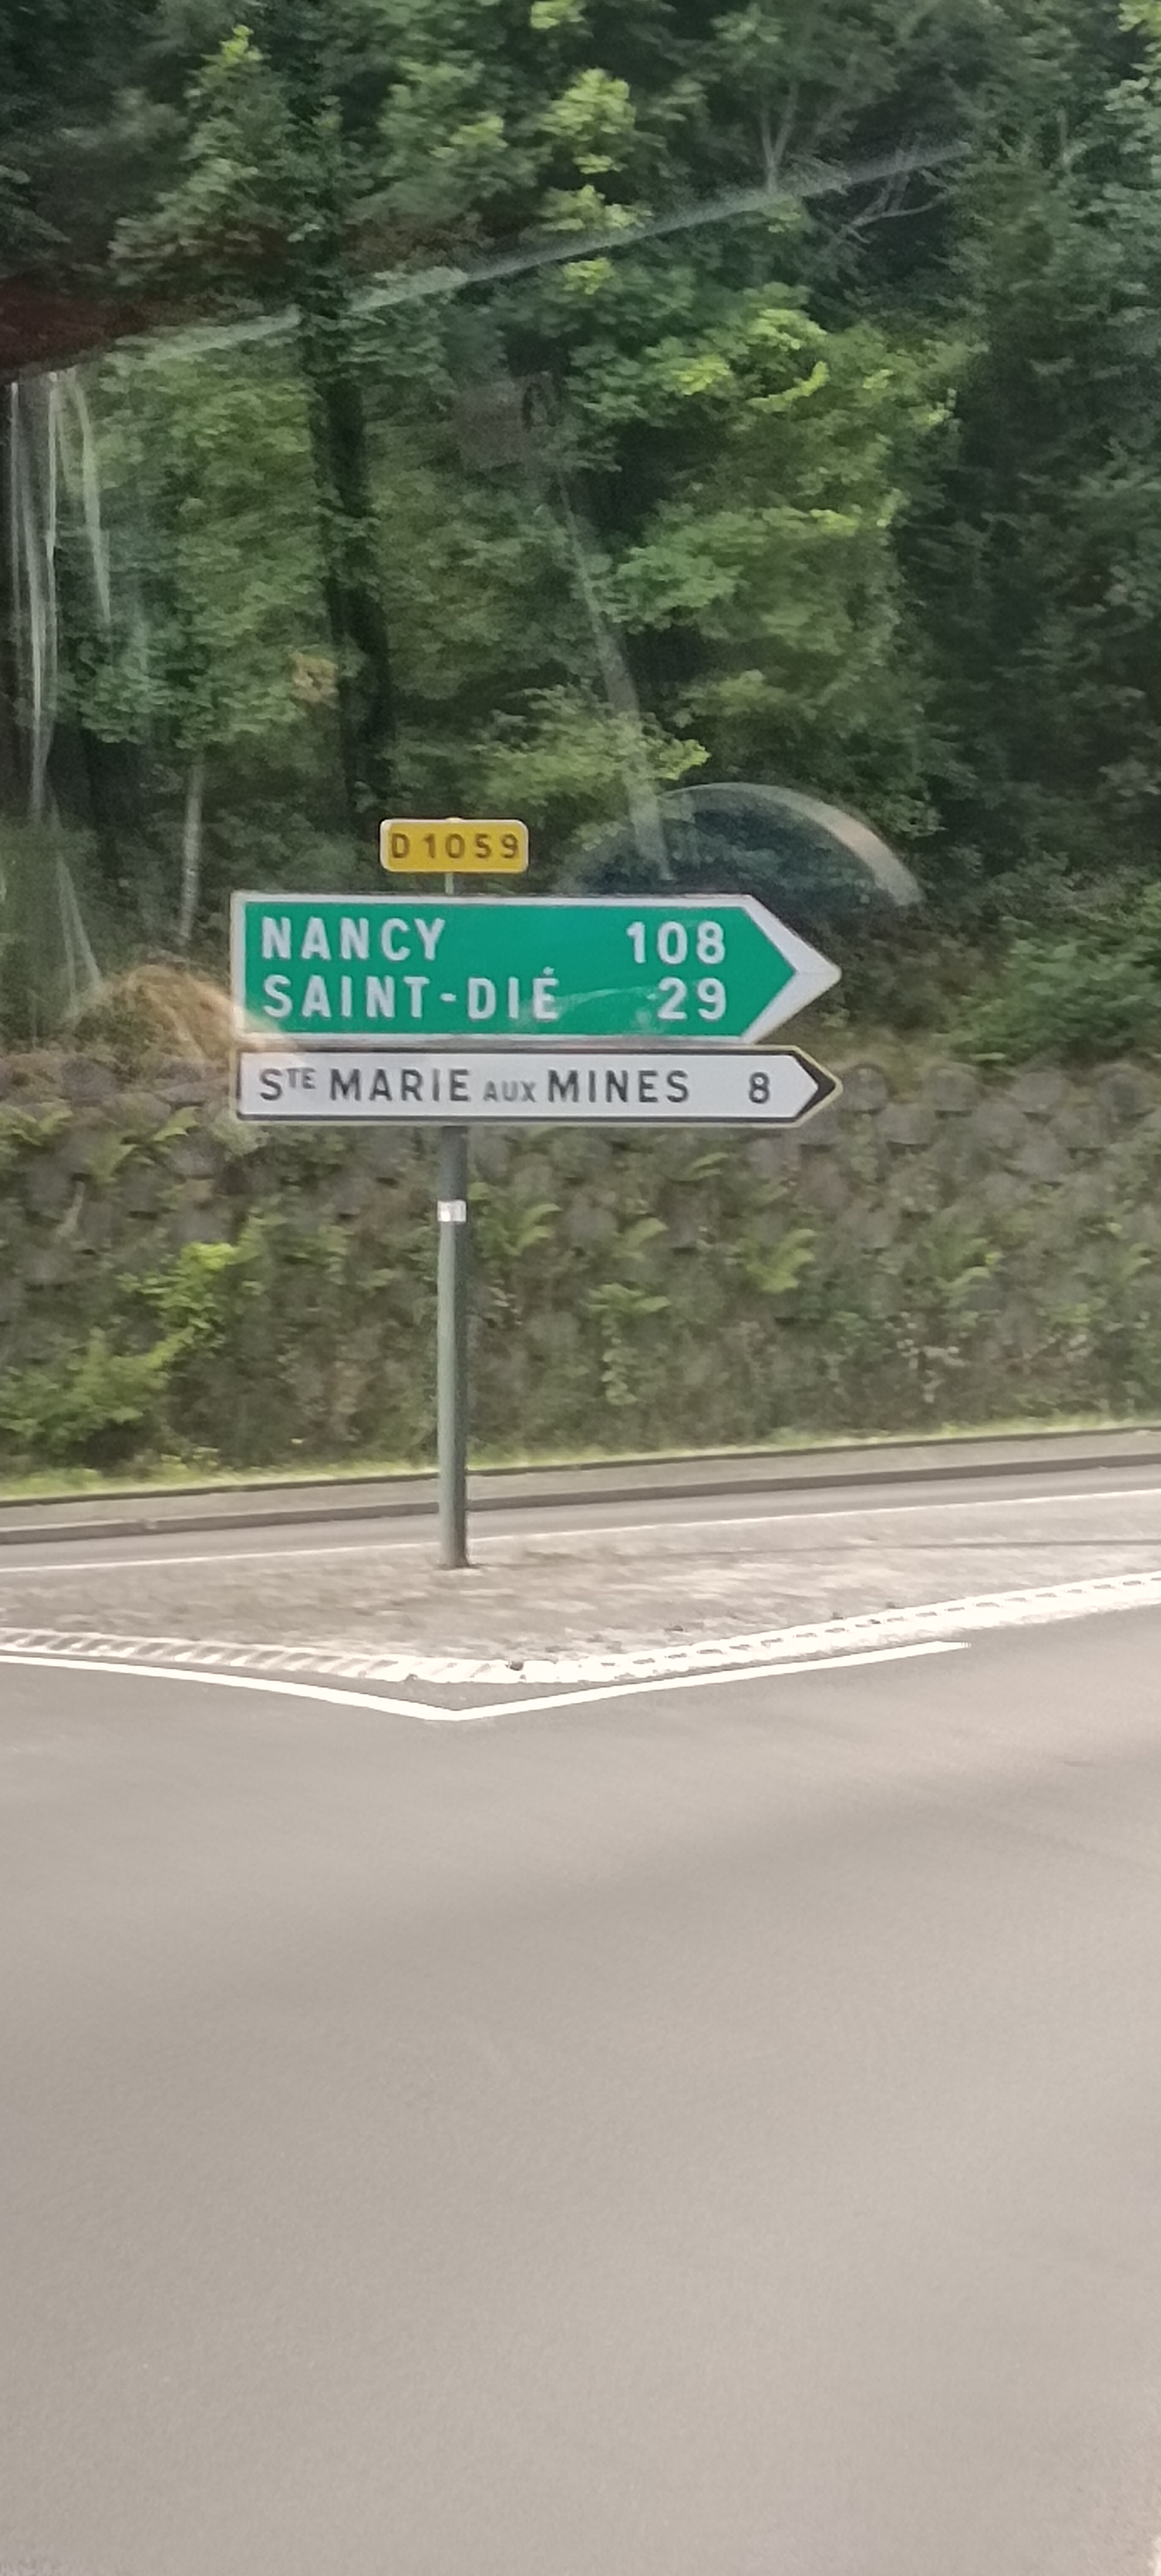 D 1059
NANCY 108
SAINT-DIÉ 29
STE MARIE AUX MINES 8